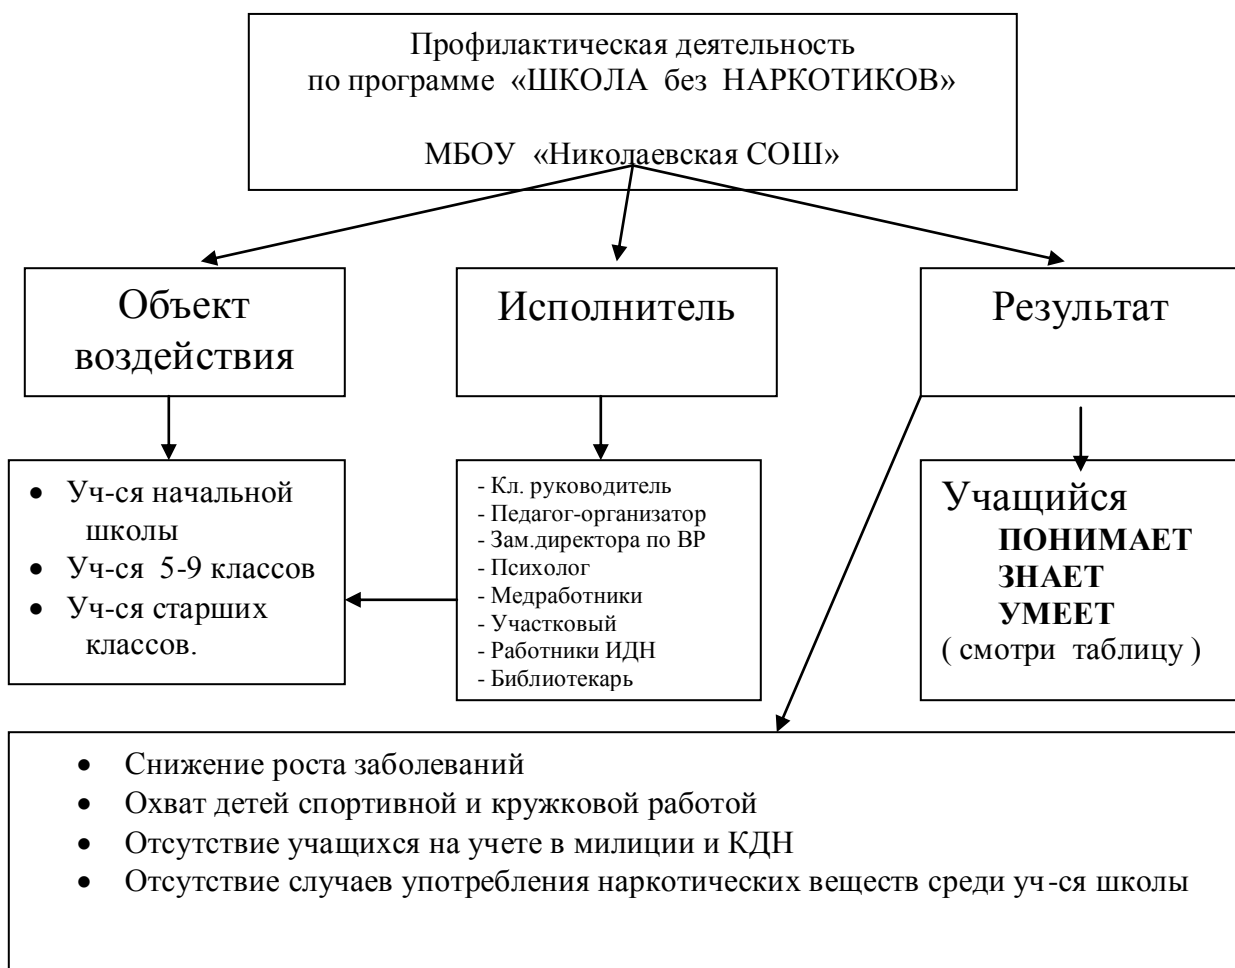 Профилактическая деятельность
по программе «ШКОЛА без НАРКОТИКОВ»
МБОУ «Николаевская СОШ»
Объект
воздействия
Исполнитель
Результат
• Уч-ся начальной
школы
• Уч-ся 5-9 классов
• Уч-ся старших
классов.
- Кл. руководитель
- Педагог-организатор
- Зам.директора по ВР
- Психолог
- Медработники
- Участковый
- Работники ИДН
- Библиотекарь
Учащийся
ПОНИМАЕТ
ЗНАЕТ
УМЕЕТ
( смотри таблицу )
• Снижение роста заболеваний
• Охват детей спортивной и кружковой работой
• Отсутствие учащихся на учете в милиции и КДН
• Отсутствие случаев употребления наркотических веществ среди уч-ся школы